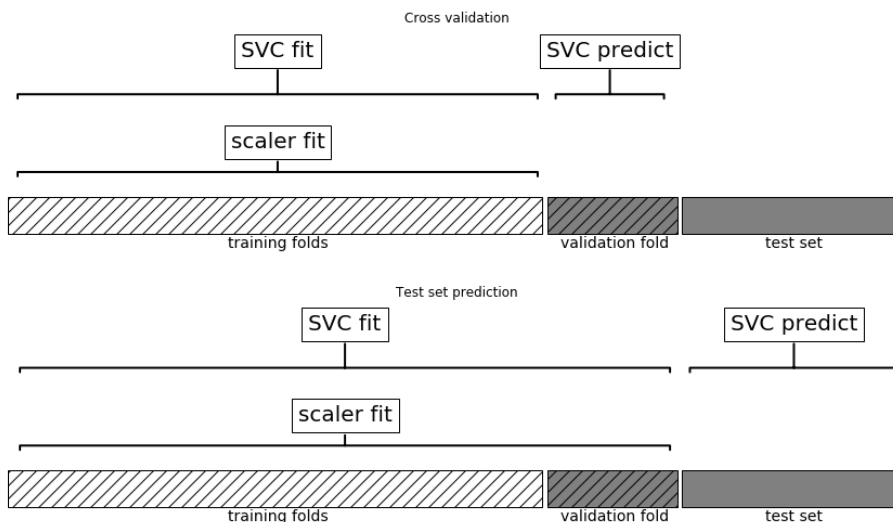 Cross validation
SVC fit
SVC predict
scaler fit
training folds
validation fold
test set
Test set prediction
SVC fit
SVC predict
scaler fit
training folds
validation fold
test set